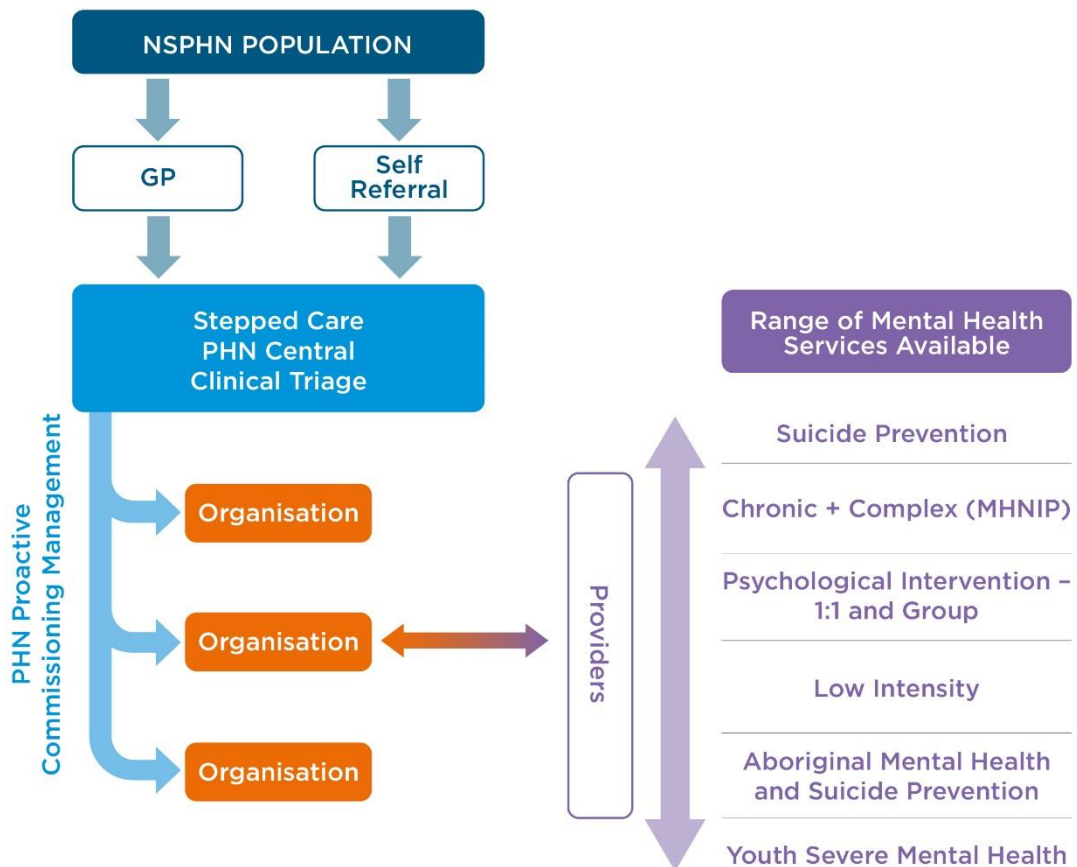 NSPHN POPULATION
GP
Self
Referral
Stepped Care
PHN Central
Clinical Triage
PHN Proactive
Commissioning Management
Organisation
Organisation
Organisation
Providers
Range of Mental Health
Services Available
Suicide Prevention
Chronic + Complex (MHNIP)
Psychological Intervention –
1:1 and Group
Low Intensity
Aboriginal Mental Health
and Suicide Prevention
Youth Severe Mental Health